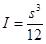 I = s³/12